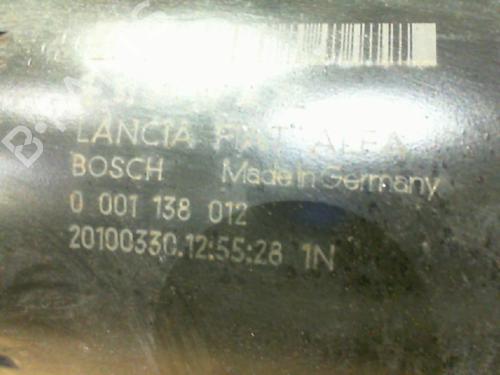 LANCIA FIAT ALFA
BOSCH Made in Germany
0 001 138 012
20100330.12:55:28 1N